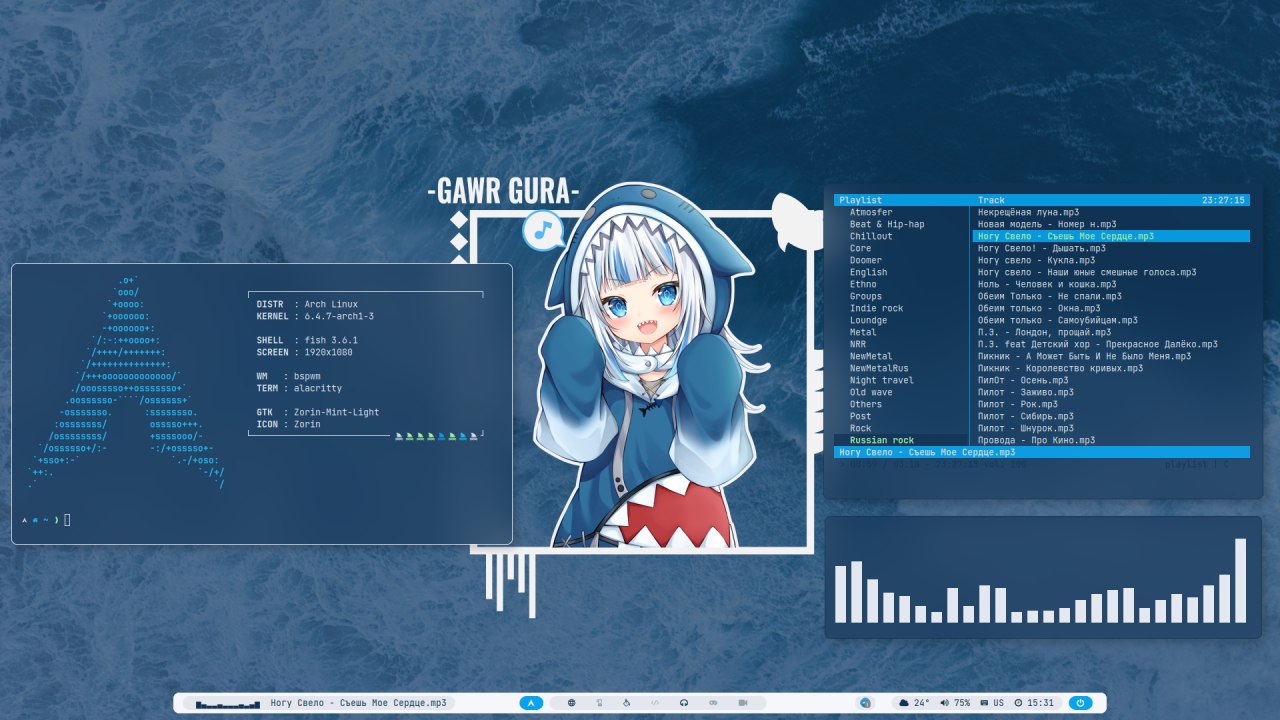 -GAWR GURA-
DISTR : Arch Linux
KERNEL : 6.4.7-arch1-3
SHELL : fish 3.6.1
SCREEN : 1920x1080
WM : bspwm
TERM : alacritty
GTK : Zorin-Mint-Light
ICON : Zorin
Playlist Track 23:27:15
Atmosfer Некрещёная луна.mp3
Beat & Hip-hap Новая модель - Номер н.mp3
Chillout Ногу Свело - Съешь Мое Сердце.mp3
Core Ногу Свело! - Дышать.mp3
Doomer Ногу свело - Кукла.mp3
English Ногу свело - Наши юные смешные голоса.mp3
Ethno Ноль - Человек и кошка.mp3
Groups Обеим Только - Не спали.mp3
Indie rock Обеим Только - Окна.mp3
Loundge Обеим только - Самоубийцам.mp3
Metal П.Э. - Лондон, прощай.mp3
NRR П.Э. feat Детский хор - Прекрасное Далёко.mp3
NewMetal Пикник - А Может Быть И Не Было Меня.mp3
NewMetalRus Пикник - Королевство кривых.mp3
Night travel ПилОт - Осень.mp3
Old wave Пилот - Заживо.mp3
Others Пилот - Рок.mp3
Post Пилот - Сибирь.mp3
Rock Пилот - Шнурок.mp3
Russian rock Провода - Про Кино.mp3
Ногу Свело - Съешь Мое Сердце.mp3
Ногу Свело - Съешь Мое Сердце.mp3 24° 75% US 15:31